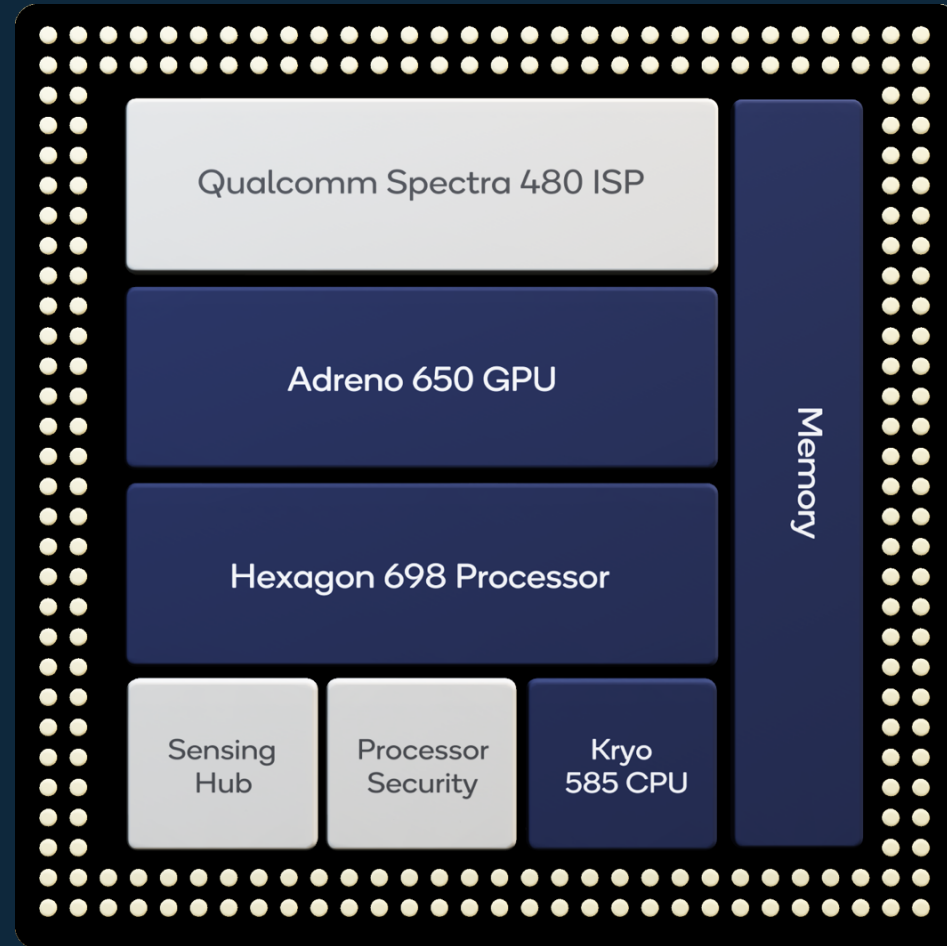 Qualcomm Spectra 480 ISP
Adreno 650 GPU
Memory
Hexagon 698 Processor
Sensing
Hub
Processor
Security
Kryo
585 CPU